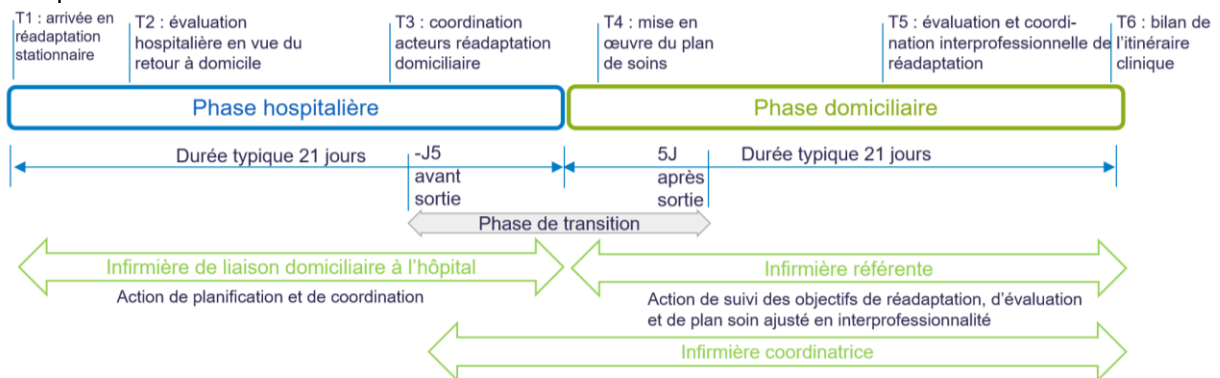 T1 : arrivée en
réadaptation
stationnaire
T2 : évaluation
hospitalière en vue du
retour à domicile
T3 : coordination
acteurs réadaptation
domiciliaire
T4 : mise en
œuvre du plan
de soins
T5 : évaluation et coordi-
nation interprofessionnelle de
réadaptation
T6 : bilan de
l'itinéraire
clinique
Phase hospitalière
Phase domiciliaire
Durée typique 21 jours
-J5
avant
sortie
5J
après
sortie
Durée typique 21 jours
Phase de transition
Infirmière de liaison domiciliaire à l'hôpital
Infirmière référente
Action de planification et de coordination
Action de suivi des objectifs de réadaptation, d'évaluation
et de plan soin ajusté en interprofessionnalité
Infirmière coordinatrice